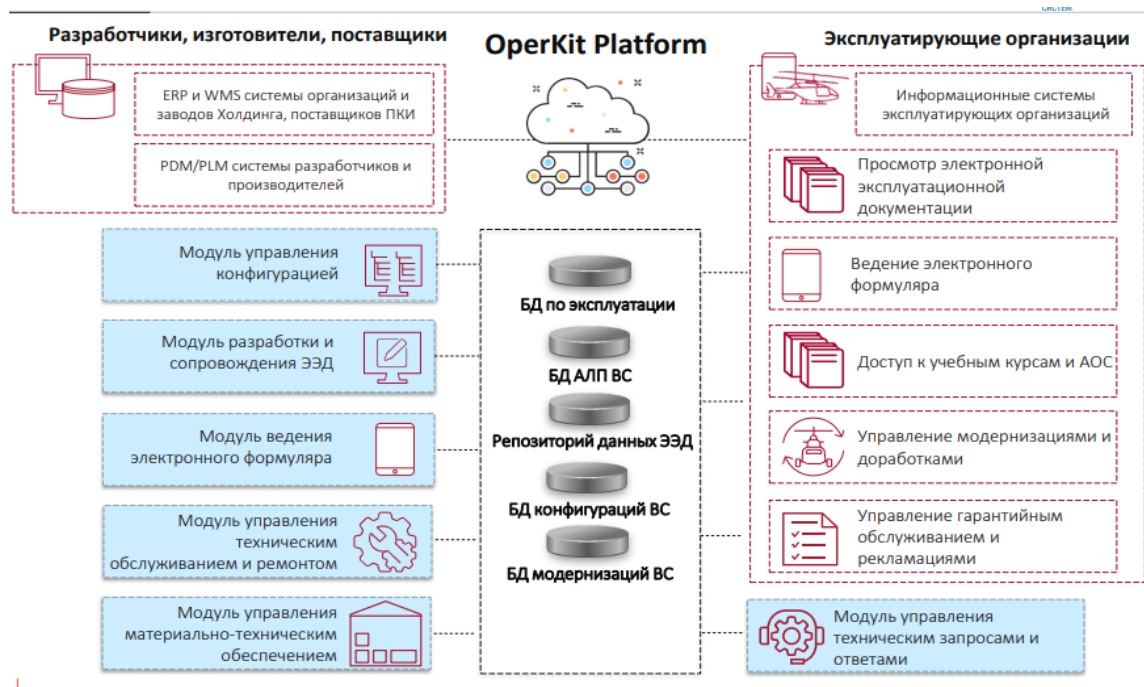 Разработчики, изготовители, поставщики
ERP и WMS системы организаций и
заводов Холдинга, поставщиков ПКИ
PDM/PLM системы разработчиков и
производителей
OperKit Platform
Эксплуатирующие организации
Информационные системы
эксплуатирующих организаций
Просмотр электронной
эксплуатационной
документации
Ведение электронного
формуляра
Доступ к учебным курсам и АОС
Управление модернизациями и
доработками
Управление гарантийным
обслуживанием и
рекламациями
Модуль управления
конфигурацией
Модуль разработки и
сопровождения ЭЭД
Модуль ведения
электронного формуляра
Модуль управления
техническим
обслуживанием и ремонтом
Модуль управления
материально-техническим
обеспечением
БД по эксплуатации
БД АЛП ВС
Репозиторий данных ЭЭД
БД конфигураций ВС
БД модернизаций ВС
Модуль управления
техническим запросами и
ответами